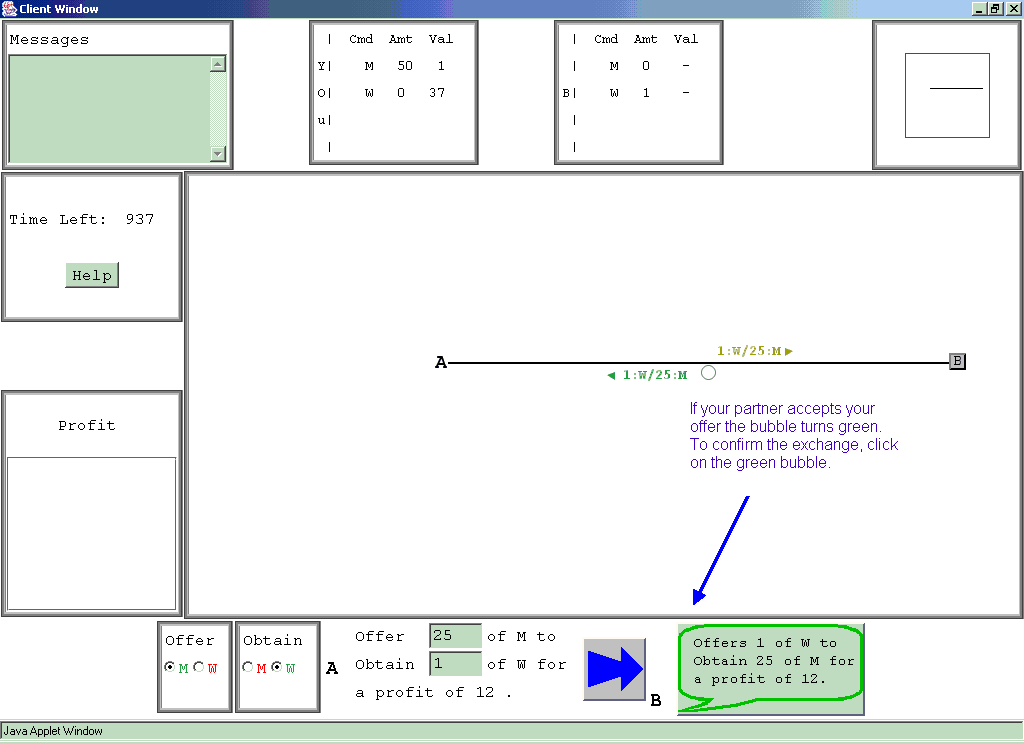 Client Window
Messages
| Cmd Amt Val
Y| M 50 1
O| W 0 37
u|
|
| Cmd Amt Val
| M 0 -
B| W 1 -
|
|
Time Left: 937
Help
1:W/25:M ▶
A
B
◀ 1:W/25:M
If your partner accepts your
offer the bubble turns green.
To confirm the exchange, click
on the green bubble.
Profit
Offer
M W
Obtain
M W
A
Offer 25 of M to
Obtain 1 of W for
a profit of 12 .
B
Offers 1 of W to
Obtain 25 of M for
a profit of 12.
Java Applet Window